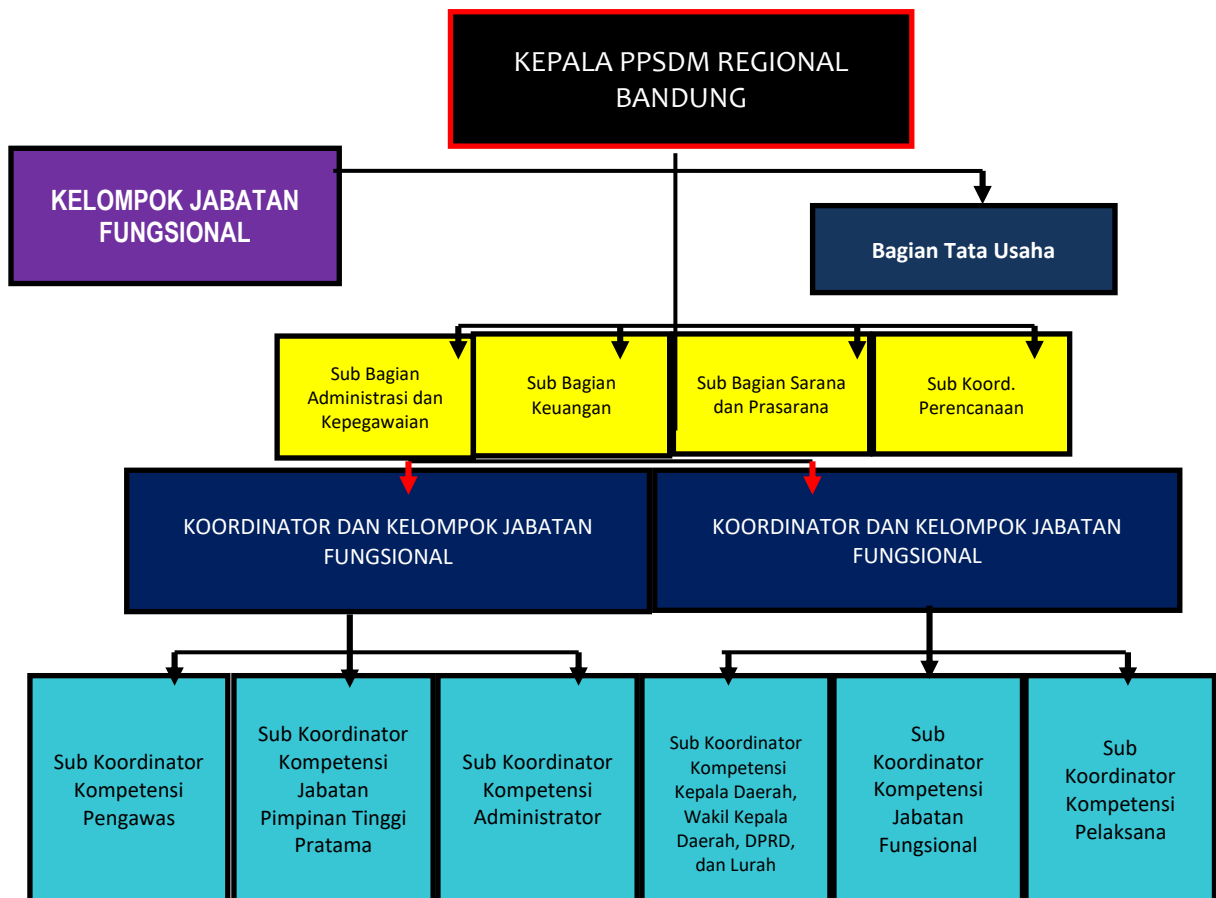 KEPALA PPSDM REGIONAL
BANDUNG
KELOMPOK JABATAN
FUNGSIONAL
Bagian Tata Usaha
Sub Bagian
Administrasi dan
Kepegawaian
Sub Bagian
Keuangan
Sub Bagian Sarana
dan Prasarana
Sub Koord.
Perencanaan
KOORDINATOR DAN KELOMPOK JABATAN
FUNGSIONAL
KOORDINATOR DAN KELOMPOK JABATAN
FUNGSIONAL
Sub Koordinator
Kompetensi
Pengawas
Sub Koordinator
Kompetensi
Jabatan
Pimpinan Tinggi
Pratama
Sub Koordinator
Kompetensi
Administrator
Sub Koordinator
Kompetensi
Kepala Daerah,
Wakil Kepala
Daerah, DPRD,
dan Lurah
Sub
Koordinator
Kompetensi
Jabatan
Fungsional
Sub
Koordinator
Kompetensi
Pelaksana